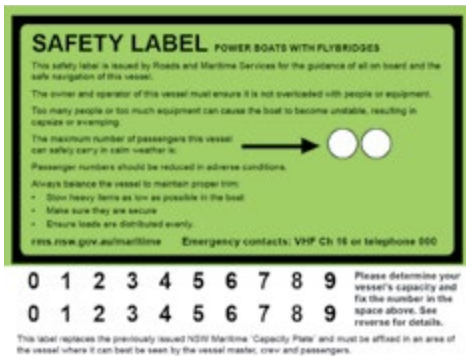 SAFETY LABEL POWER BOATS WITH FLYBRIDGES
This safety label is issued by Roads and Maritime Services for the guidance of all on board and the
safe navigation of this vessel.
The owner and operator of this vessel must ensure it is not overloaded with people or equipment.
Too many people or too much equipment can cause the boat to become unstable, resulting in
capsize or swamping.
The maximum number of passengers this vessel
can safely carry in calm weather is:
Passenger numbers should be reduced in adverse conditions.
Always balance the vessel to maintain proper trim:
• Stow heavy items as low as possible in the boat
• Make sure they are secure
• Ensure loads are distributed evenly.
rms.nsw.gov.au/maritime Emergency contacts: VHF Ch 16 or telephone 000
0 1 2 3 4 5 6 7 8 9
0 1 2 3 4 5 6 7 8 9
Please determine your
vessel's capacity and
fix the number in the
space above. See
reverse for details.
This label replaces the previously issued NSW Maritime 'Capacity Plate' and must be affixed in an area of
the vessel where it can best be seen by the vessel master, crew and passengers.